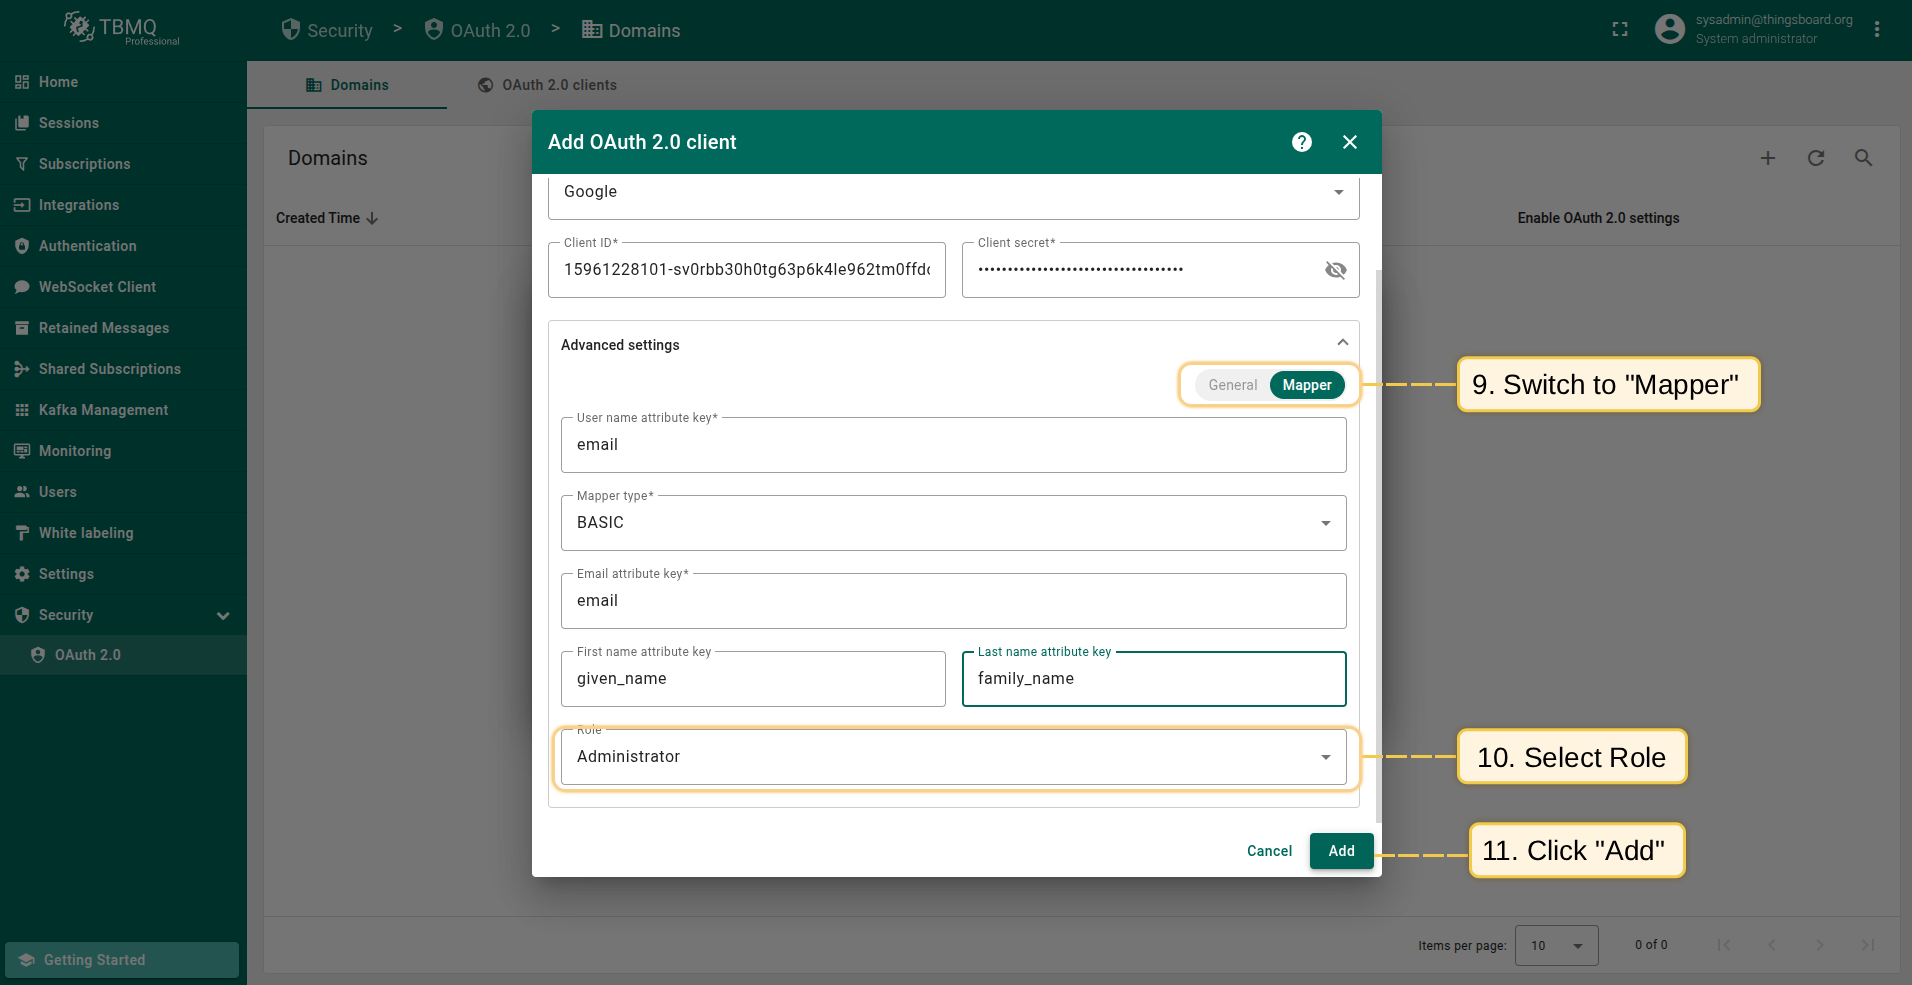 TBMQ
Professional
Security > OAuth 2.0 > Domains
sysadmin@thingsboard.org
System administrator
Home
Sessions
Subscriptions
Integrations
Authentication
WebSocket Client
Retained Messages
Shared Subscriptions
Kafka Management
Monitoring
Users
White labeling
Settings
Security
OAuth 2.0
Getting Started
Domains
OAuth 2.0 clients
Domains
Created Time
Enable OAuth 2.0 settings
Add OAuth 2.0 client
Google
Client ID*
15961228101-sv0rbb30h0tg63p6k4le962tm0ffd
Client secret*
••••••••••••••••••••••••••••••••••• 
Advanced settings
General
Mapper
9. Switch to "Mapper"
User name attribute key*
email
Mapper type*
BASIC
Email attribute key*
email
First name attribute key
given_name
Last name attribute key
family_name
Role
Administrator
10. Select Role
Cancel
Add
11. Click "Add"
Items per page:
10
0 of 0